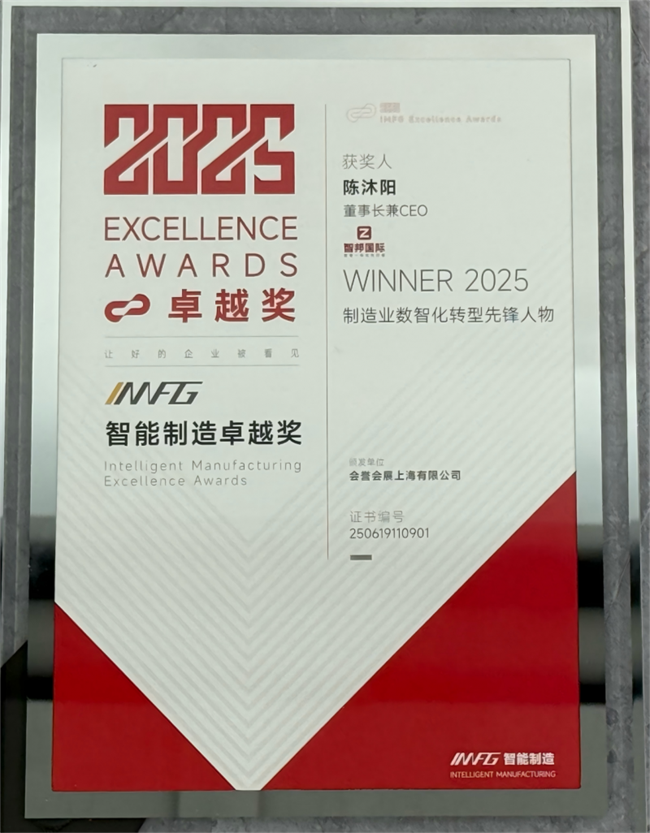 2025
EXCELLENCE
AWARDS
卓越奖
让好的企业被看见
IMFG
智能制造卓越奖
Intelligent Manufacturing
Excellence Awards
Excellence Awards
获奖人
陈沐阳
董事长兼CEO
智邦国际
WINNER 2025
制造业数智化转型先锋人物
颁发单位
会誉会展上海有限公司
证书编号
250619110901
IMFG 智能制造
INTELLIGENT MANUFACTURING